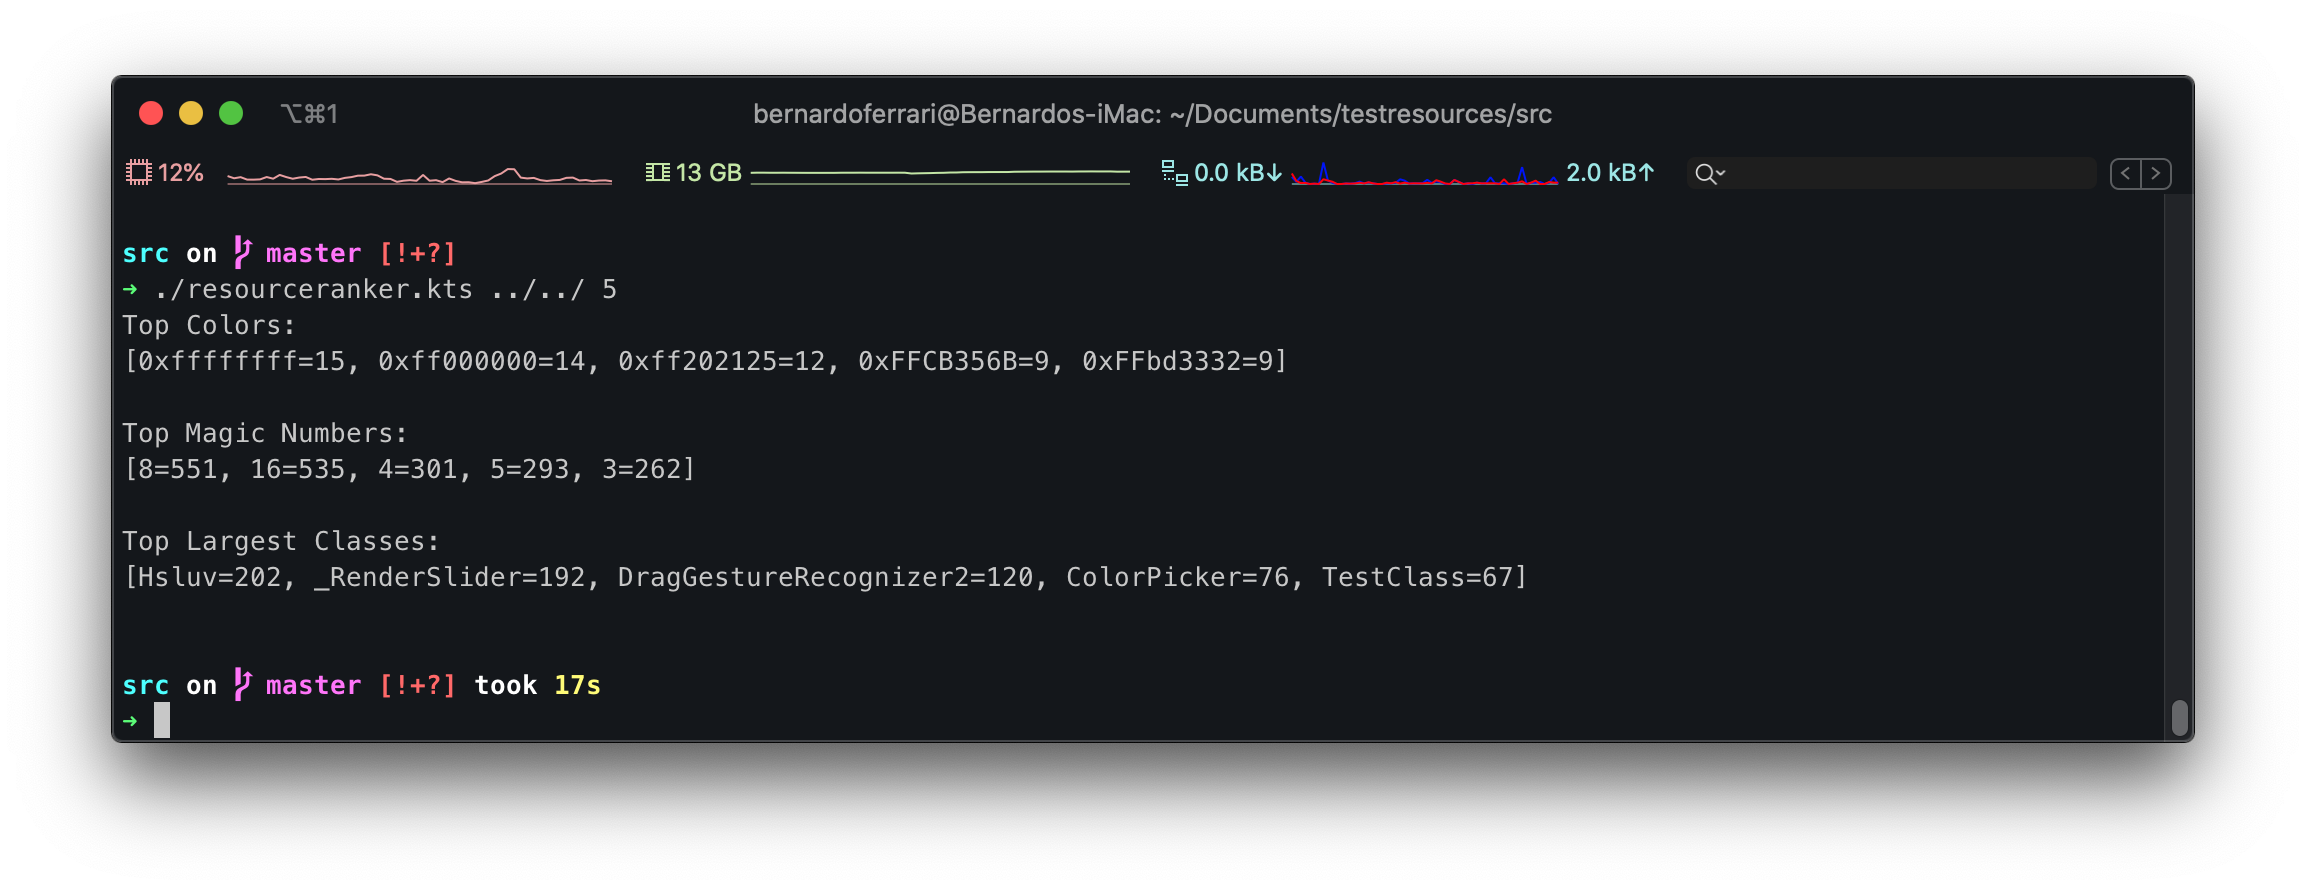 ⌥⌘1 bernardoferrari@Bernardos-iMac: ~/Documents/testresources/src
12% 13 GB 0.0 kB↓ 2.0 kB↑
src on master [!+?]
➜ ./resourceranker.kts ../../ 5
Top Colors:
[0xffffffff=15, 0xff000000=14, 0xff202125=12, 0xFFCB356B=9, 0xFFbd3332=9]
Top Magic Numbers:
[8=551, 16=535, 4=301, 5=293, 3=262]
Top Largest Classes:
[Hsluv=202, _RenderSlider=192, DragGestureRecognizer2=120, ColorPicker=76, TestClass=67]
src on master [!+?] took 17s
➜